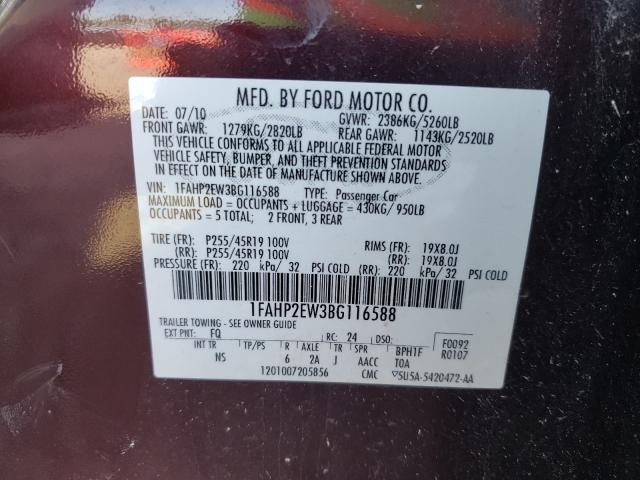 MFD. BY FORD MOTOR CO.
DATE: 07/10 GVWR: 2386KG/5260LB
FRONT GAWR: 1279KG/2820LB REAR GAWR: 1143KG/2520LB
THIS VEHICLE CONFORMS TO ALL APPLICABLE FEDERAL MOTOR
VEHICLE SAFETY, BUMPER, AND THEFT PREVENTION STANDARDS
IN EFFECT ON THE DATE OF MANUFACTURE SHOWN ABOVE.
VIN: 1FAHP2EW3BG116588 TYPE: Passenger Car
MAXIMUM LOAD = OCCUPANTS + LUGGAGE = 430KG/ 950LB
OCCUPANTS = 5 TOTAL; 2 FRONT, 3 REAR
TIRE (FR): P255/45R19 100V RIMS (FR): 19X8.0J
(RR): P255/45R19 100V (RR): 19X8.0J
PRESSURE (FR): 220 kPa/ 32 PSI COLD (RR): 220 kPa/ 32 PSI COLD
1FAHP2EW3BG116588
TRAILER TOWING - SEE OWNER GUIDE
EXT PNT: FQ RC: 24 DSO: F0092
INT TR TP/PS R AXLE TR SPR BPHTF R0107
NS 6 2A J AACC TOA
1201007205856 CMC 5U5A-5420472-AA